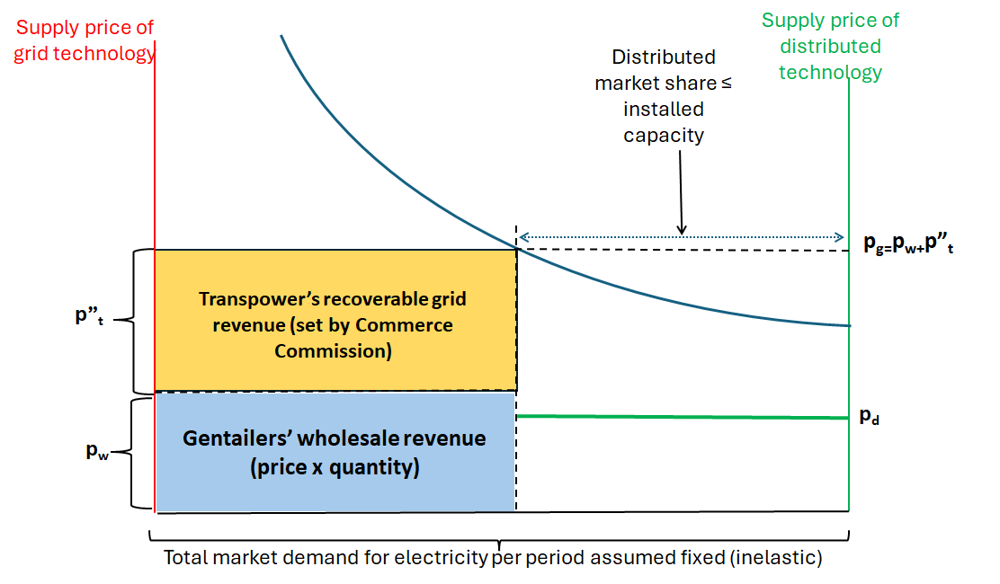 Supply price of
grid technology
Supply price of
distributed
technology
Distributed
market share ≤
installed
capacity
pg=pw+p”t
p”t
Transpower’s recoverable grid
revenue (set by Commerce
Commission)
pd
pw
Gentailers’ wholesale revenue
(price x quantity)
Total market demand for electricity per period assumed fixed (inelastic)